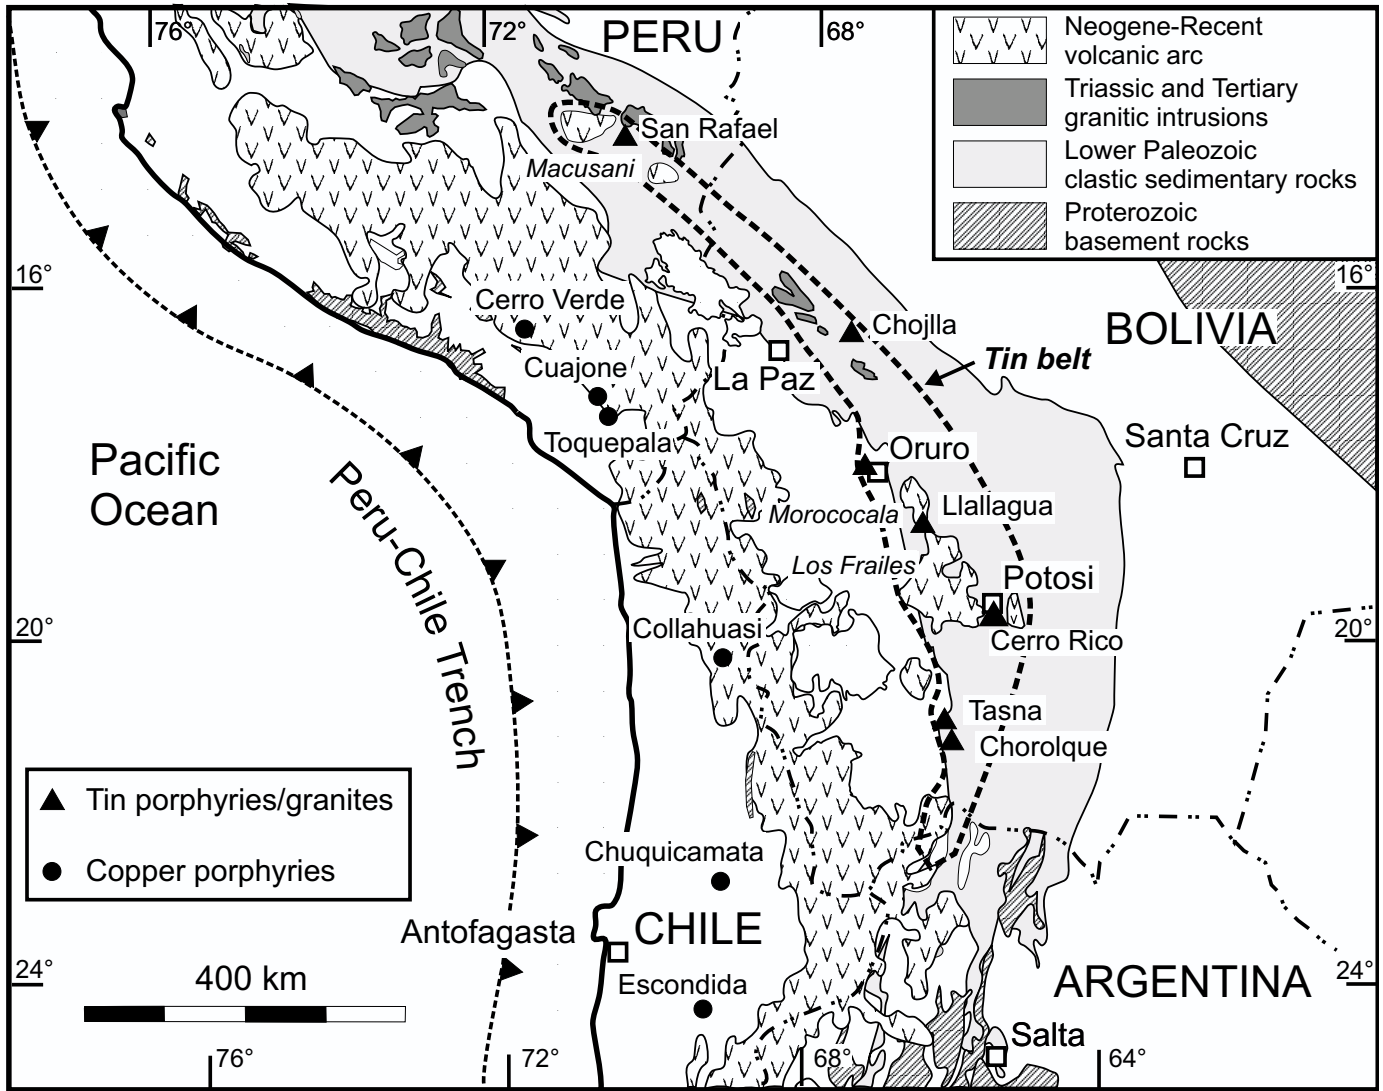 76°
72°
PERU
68°
Neogene-Recent
volcanic arc
Triassic and Tertiary
granitic intrusions
Lower Paleozoic
clastic sedimentary rocks
Proterozoic
basement rocks
San Rafael
Macusani
16°
16°
Cerro Verde
Chojlla
BOLIVIA
Cuajone
La Paz
Tin belt
Toquepala
Oruro
Santa Cruz
Pacific
Ocean
Peru-Chile Trench
Morococala
Llallagua
Los Frailes
Potosi
20°
Collahuasi
Cerro Rico
20°
Tasna
Chorolque
Tin porphyries/granites
Copper porphyries
Chuquicamata
Antofagasta
CHILE
24°
400 km
Escondida
ARGENTINA
24°
Salta
76°
72°
68°
64°